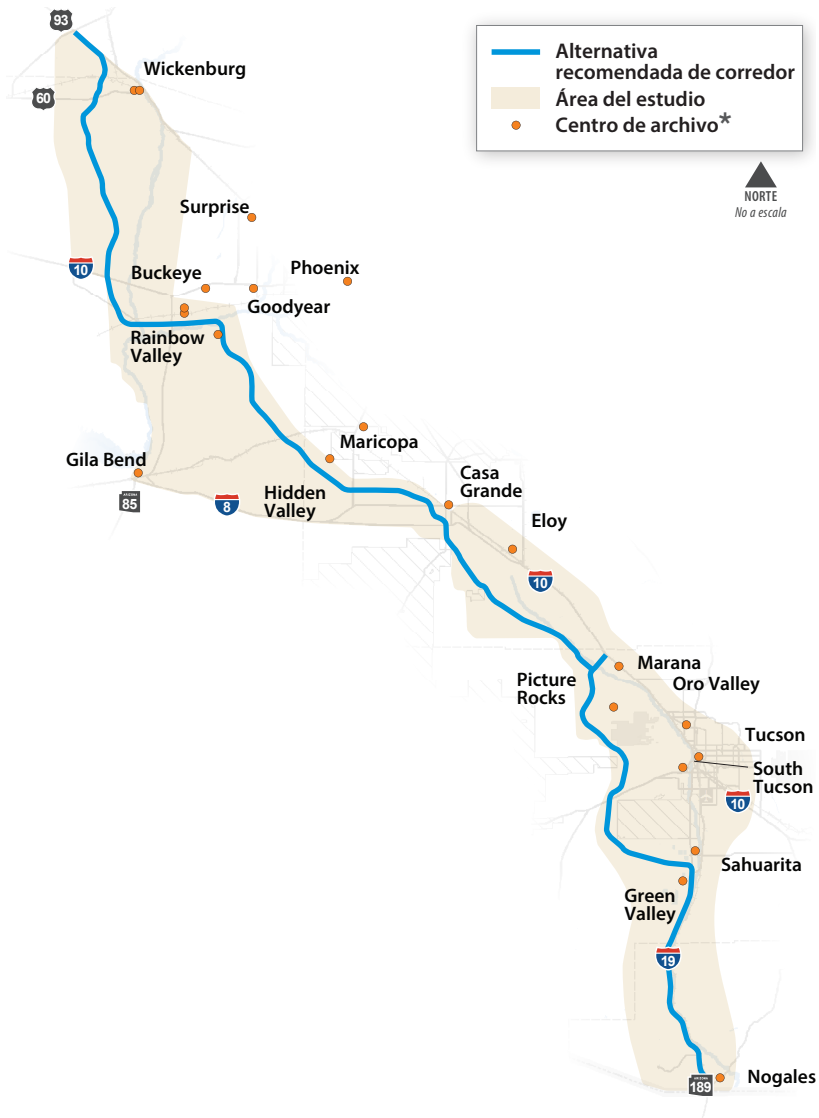 93
Wickenburg
60
Alternativa
recomendada de corredor
Área del estudio
Centro de archivo*
NORTE
No a escala
Surprise
10
Buckeye
Phoenix
Goodyear
Rainbow
Valley
Gila Bend
ARIZONA
85
8
Hidden
Valley
Maricopa
Casa
Grande
Eloy
10
Picture
Rocks
Marana
Oro Valley
Tucson
South
Tucson
10
Sahuarita
Green
Valley
19
Nogales
ARIZONA
189